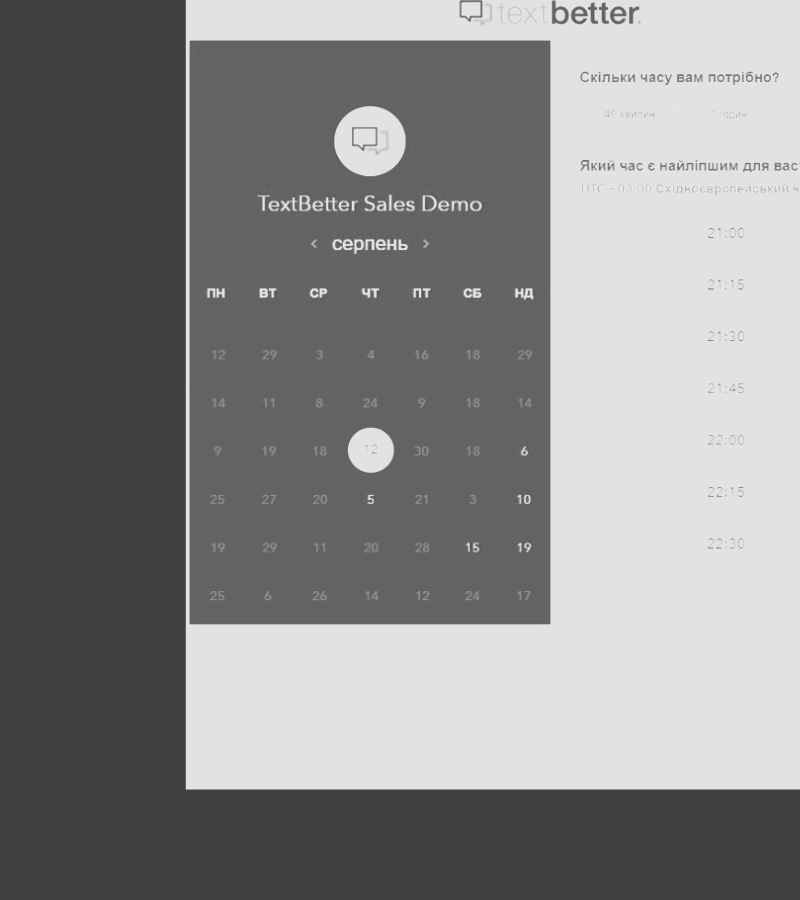 textbetter.
TextBetter Sales Demo
< серпень >
ПН ВТ СР ЧТ ПТ СБ НД
12 29 3 4 16 18 29
14 11 8 24 9 18 14
9 19 18 12 30 18 6
25 27 20 5 21 3 10
19 29 11 20 28 15 19
25 6 26 14 12 24 17
Скільки часу вам потрібно?
40 хвилин годин
Який час є найліпшим для вас
UTC +03:00 Східноєвропейський ч
21:00
21:15
21:30
21:45
22:00
22:15
22:30